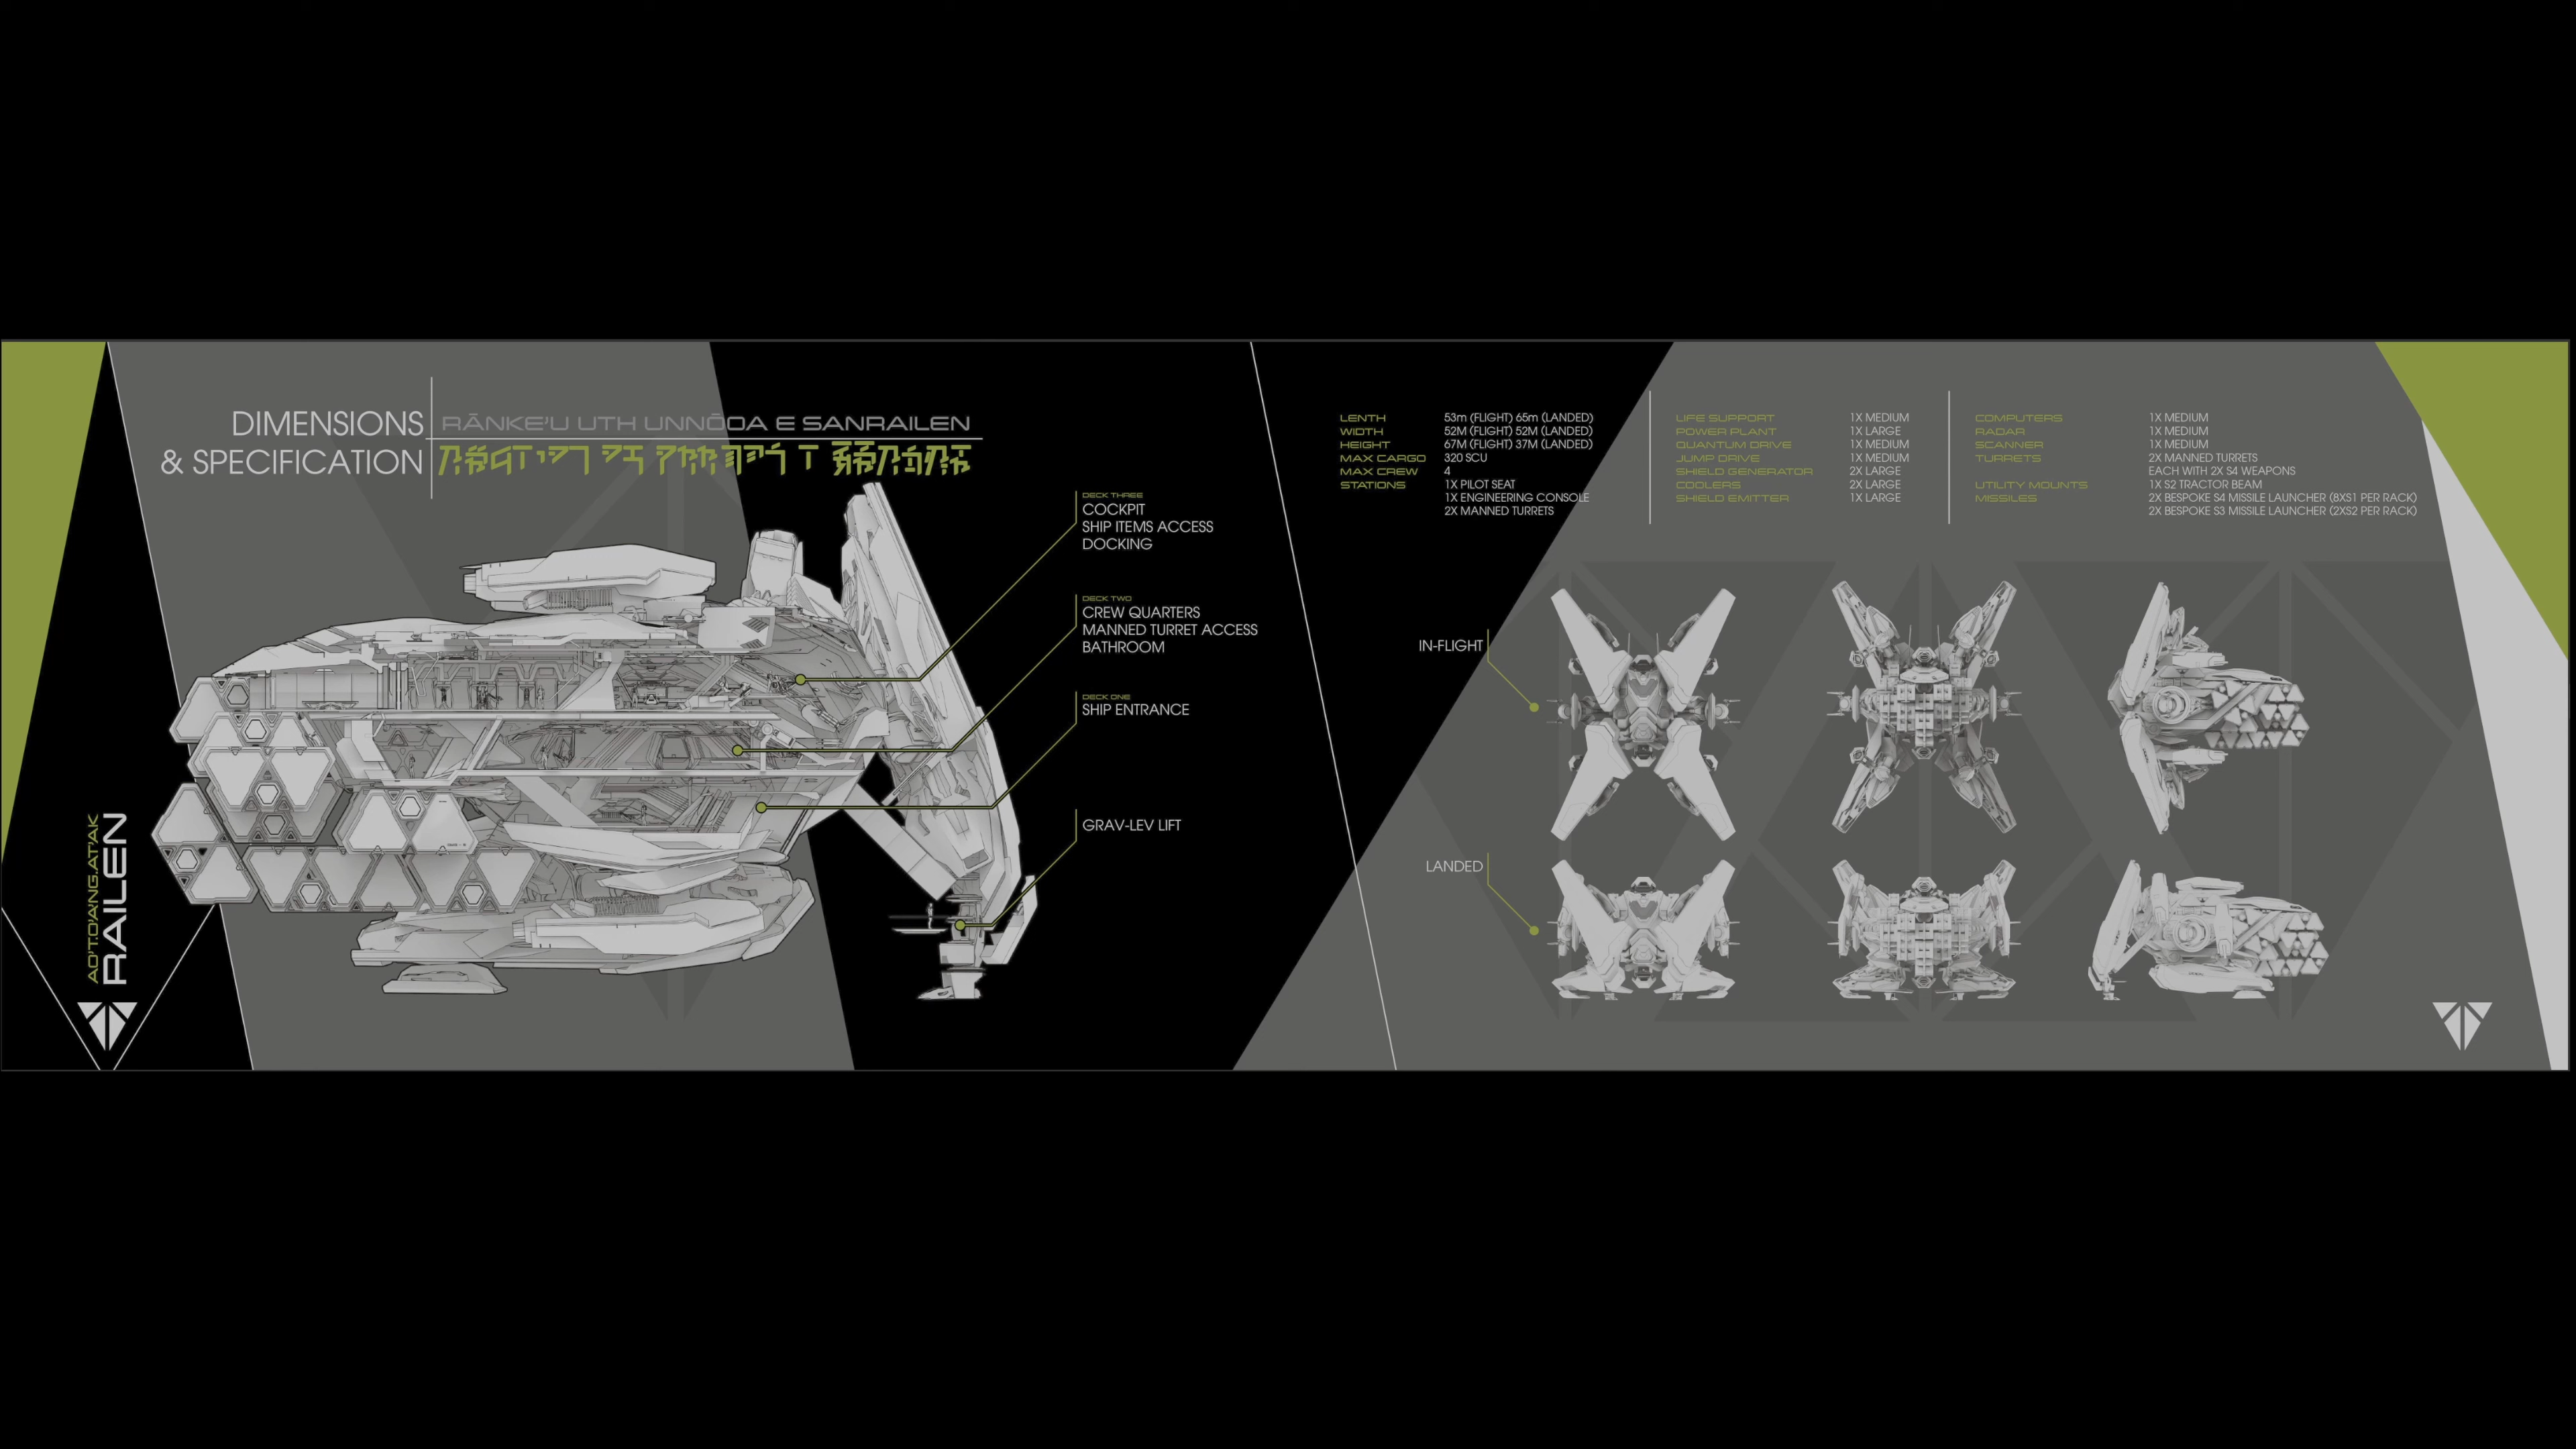 DIMENSIONS
& SPECIFICATION
RĀNKE'U UTH UNNŌOA E SANRAILEN
DECK THREE
COCKPIT
SHIP ITEMS ACCESS
DOCKING
DECK TWO
CREW QUARTERS
MANNED TURRET ACCESS
BATHROOM
DECK ONE
SHIP ENTRANCE
GRAV-LEV LIFT
AO'T.O'A'NG.AT'AK
RAILEN
LENTH 53m (FLIGHT) 65m (LANDED)
WIDTH 52M (FLIGHT) 52M (LANDED)
HEIGHT 67M (FLIGHT) 37M (LANDED)
MAX CARGO 320 SCU
MAX CREW 4
STATIONS 1X PILOT SEAT
1X ENGINEERING CONSOLE
2X MANNED TURRETS
LIFE SUPPORT 1X MEDIUM
POWER PLANT 1X LARGE
QUANTUM DRIVE 1X MEDIUM
JUMP DRIVE 1X MEDIUM
SHIELD GENERATOR 2X LARGE
COOLERS 2X LARGE
SHIELD EMITTER 1X LARGE
COMPUTERS 1X MEDIUM
RADAR 1X MEDIUM
SCANNER 1X MEDIUM
TURRETS 2X MANNED TURRETS
EACH WITH 2X S4 WEAPONS
UTILITY MOUNTS 1X S2 TRACTOR BEAM
MISSILES 2X BESPOKE S4 MISSILE LAUNCHER (8XS1 PER RACK)
2X BESPOKE S3 MISSILE LAUNCHER (2XS2 PER RACK)
IN-FLIGHT
LANDED